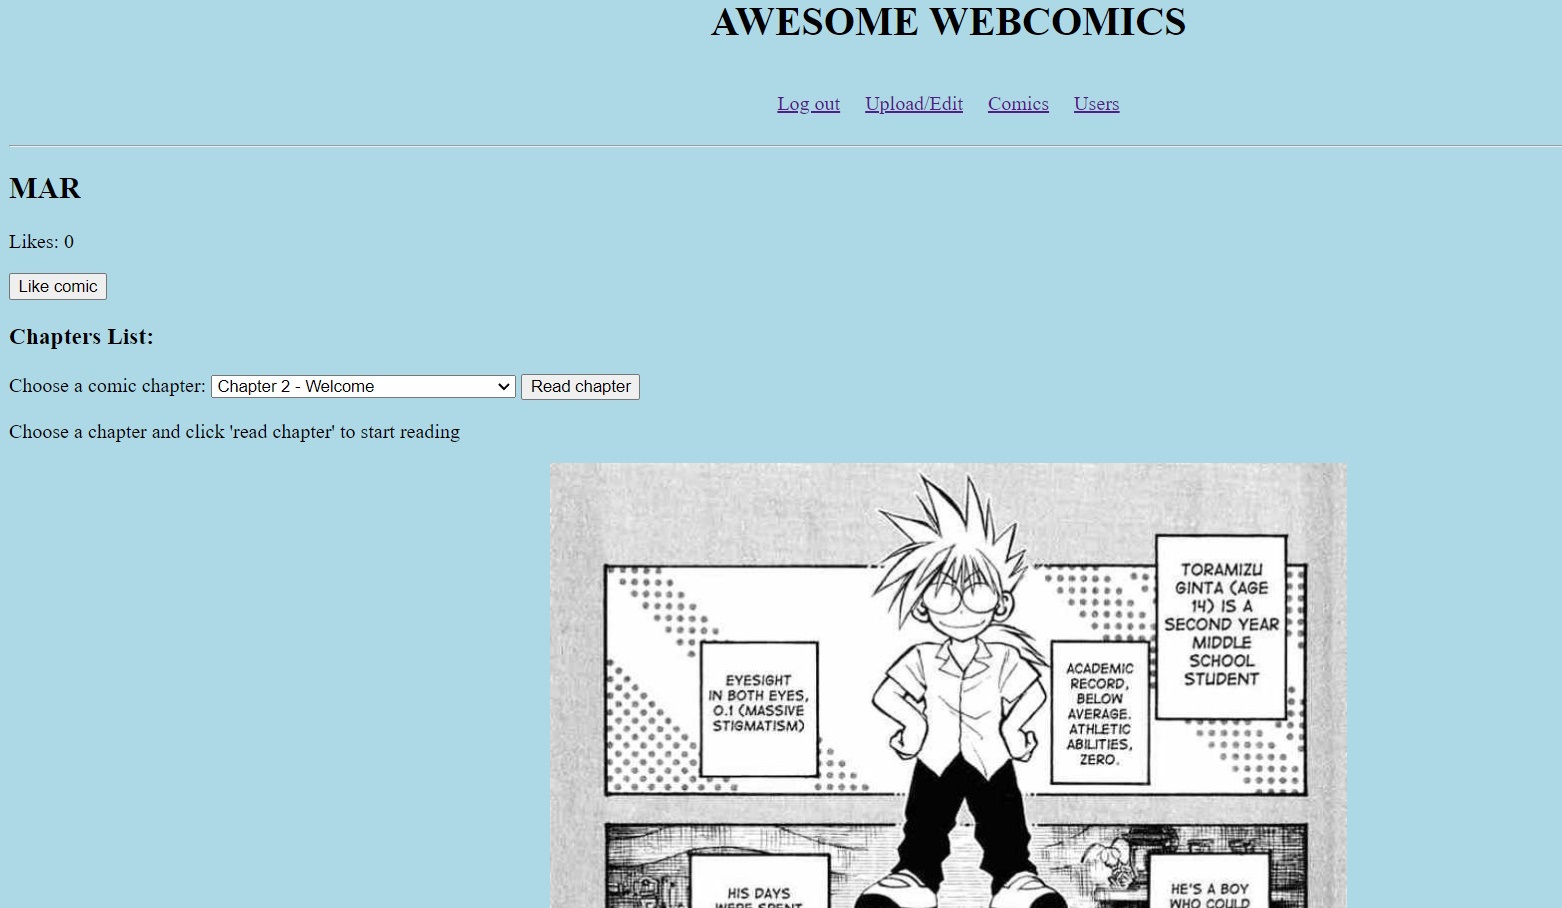 AWESOME WEBCOMICS
Log out Upload/Edit Comics Users
MAR
Likes: 0
Like comic
Chapters List:
Choose a comic chapter: Chapter 2 - Welcome Read chapter
Choose a chapter and click 'read chapter' to start reading
TORAMIZU
GINTA (AGE
14) IS A
SECOND YEAR
MIDDLE
SCHOOL
STUDENT
ACADEMIC
RECORD,
BELOW
AVERAGE.
ATHLETIC
ABILITIES,
ZERO.
EYESIGHT
IN BOTH EYES,
0.1 (MASSIVE
STIGMATISM)
HE'S A BOY
WHO COULD
HIS DAYS
WERE SPENT